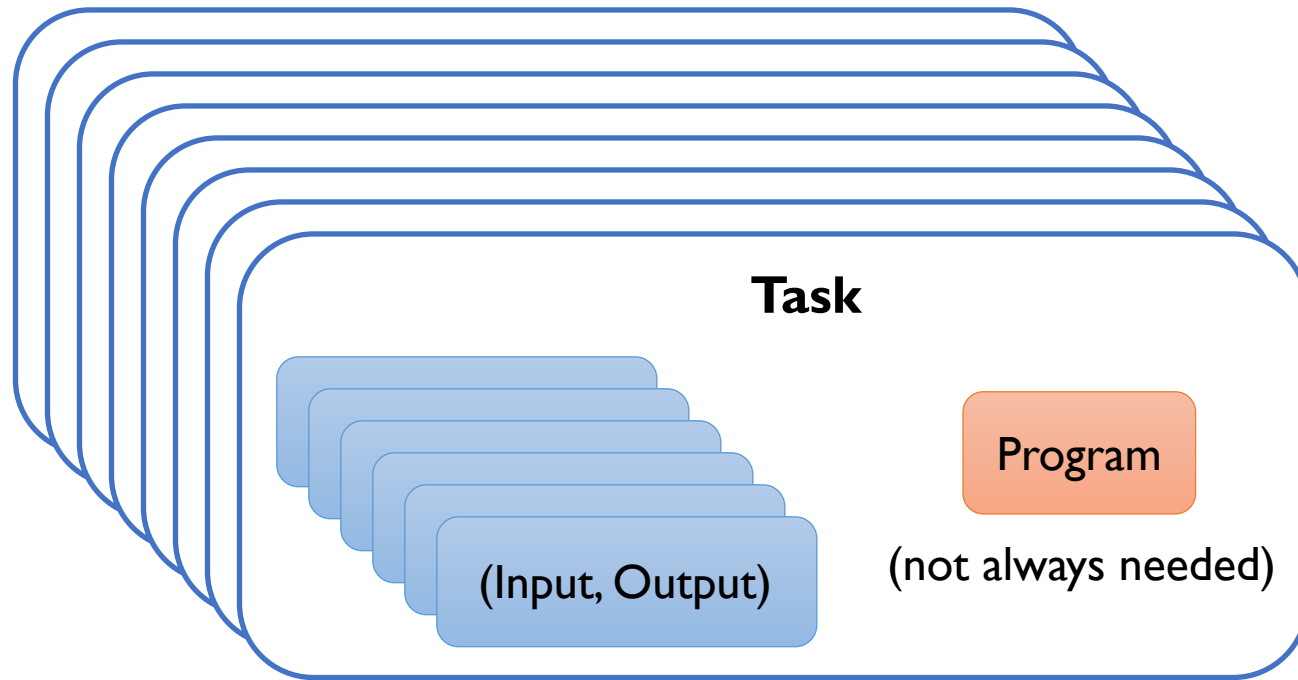 Task
Program
(not always needed)
(Input, Output)